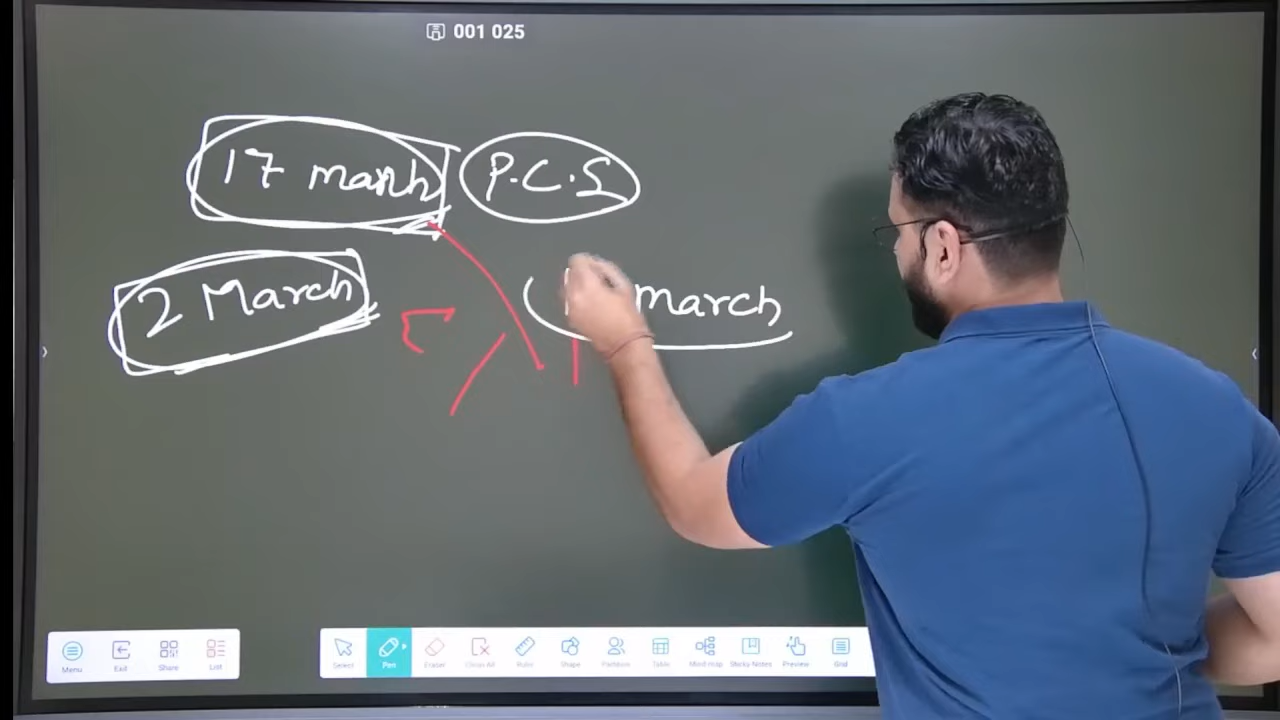 001 025
17 march P.C.S
2 March march
Menu Exit Share List Select Pen Eraser Clean All Ruler Shape Partition Table Mind map Sticky Notes Preview Grid